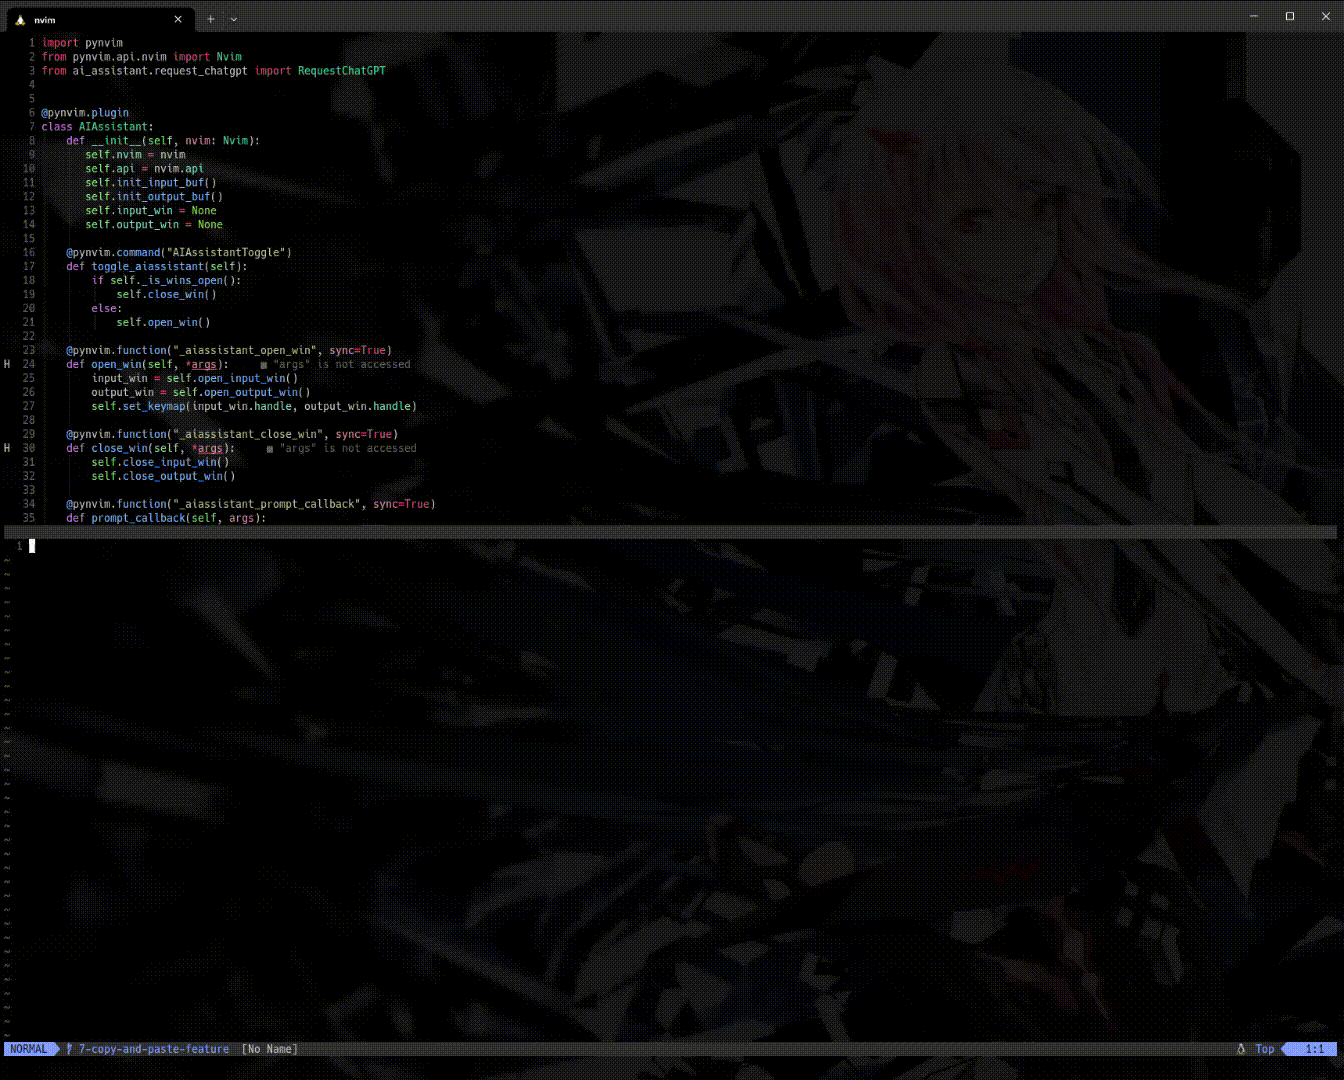 nvim
1 import pynvim
2 from pynvim.api.nvim import Nvim
3 from ai_assistant.request_chatgpt import RequestChatGPT
4
5
6 @pynvim.plugin
7 class AIAssistant:
8     def __init__(self, nvim: Nvim):
9        self.nvim = nvim
10        self.api = nvim.api
11        self.init_input_buf()
12        self.init_output_buf()
13        self.input_win = None
14        self.output_win = None
15
16     @pynvim.command("AIAssistantToggle")
17     def toggle_aiassistant(self):
18         if self._is_wins_open():
19             self.close_win()
20         else:
21             self.open_win()
22
23     @pynvim.function("_aiassistant_open_win", sync=True)
H 24     def open_win(self, *args):     ■ "args" is not accessed
25         input_win = self.open_input_win()
26         output_win = self.open_output_win()
27         self.set_keymap(input_win.handle, output_win.handle)
28
29     @pynvim.function("_aiassistant_close_win", sync=True)
H 30     def close_win(self, *args):     ■ "args" is not accessed
31         self.close_input_win()
32         self.close_output_win()
33
34     @pynvim.function("_aiassistant_prompt_callback", sync=True)
35     def prompt_callback(self, args):
1
NORMAL 7-copy-and-paste-feature [No Name] Top 1:1